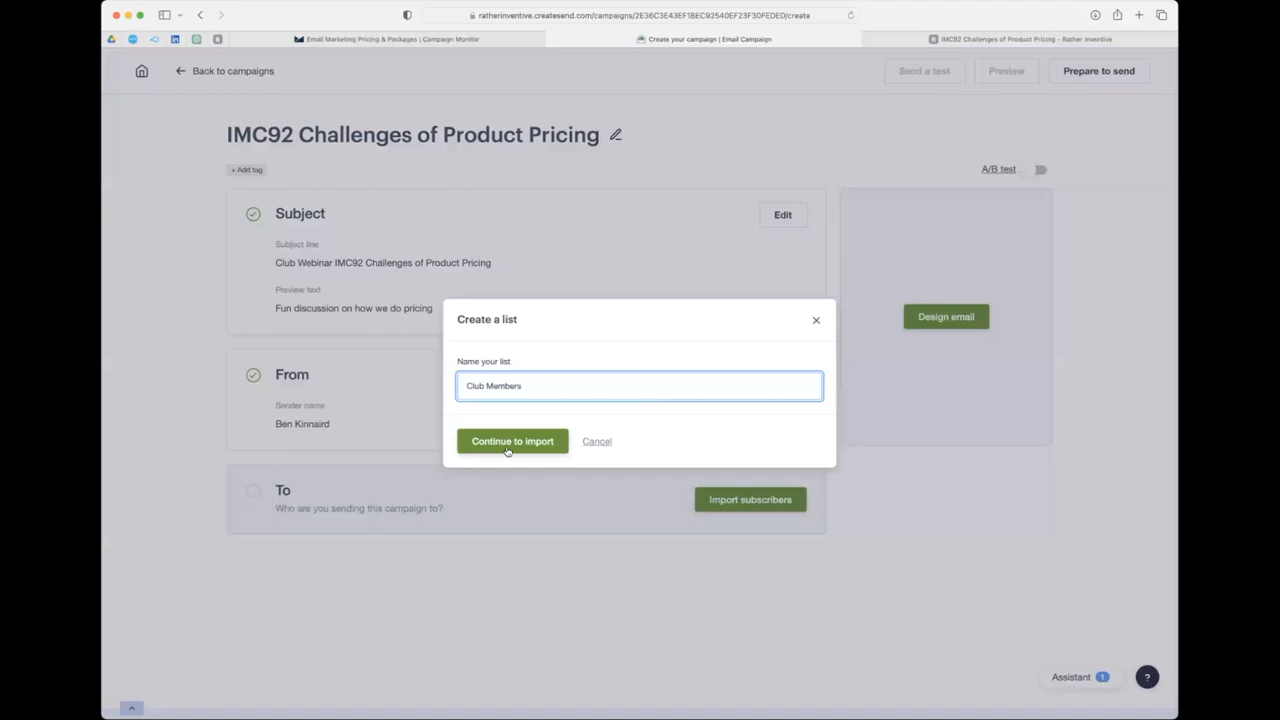 ratherinventive.createsend.com/campaigns/2E36C3E43EF1BEC92540EF23F30FEDED/create
Email Marketing Pricing & Packages | Campaign Monitor
Create your campaign | Email Campaign
IMC92 Challenges of Product Pricing - Rather Inventive
Back to campaigns
Send a test
Preview
Prepare to send
IMC92 Challenges of Product Pricing
+ Add tag
A/B test
Subject
Edit
Subject line
Club Webinar IMC92 Challenges of Product Pricing
Preview text
Fun discussion on how we do pricing
Design email
Create a list
Name your list
Club Members
Continue to import
Cancel
From
Sender name
Ben Kinnaird
To
Who are you sending this campaign to?
Import subscribers
Assistant 1
?